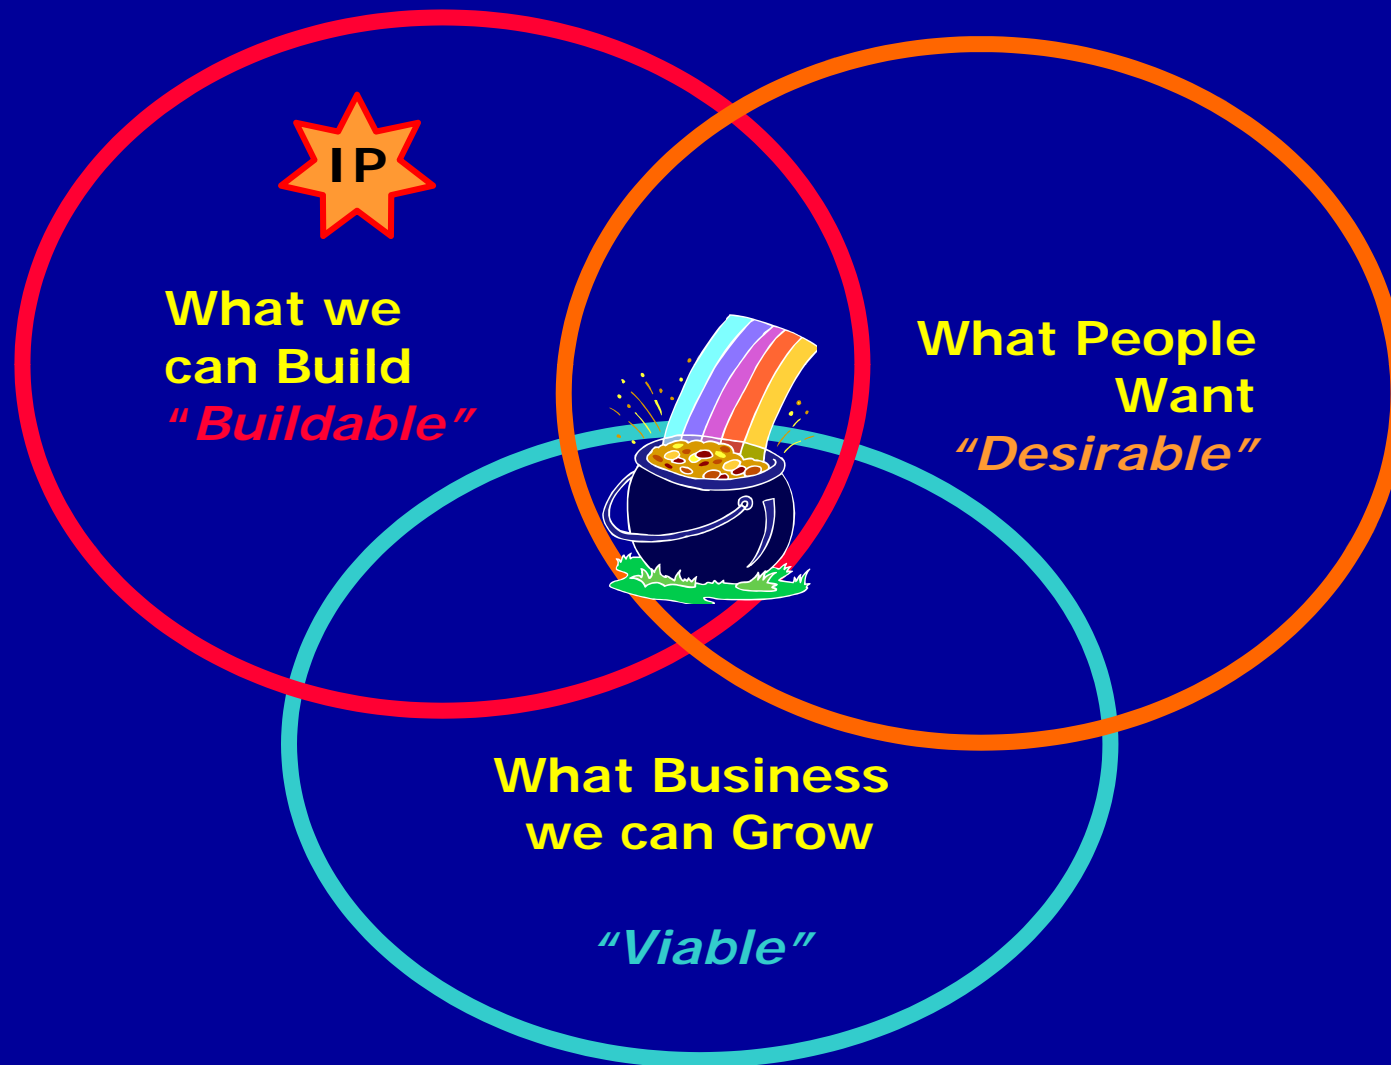 IP
What we
can Build
“Buildable”
What People
Want
“Desirable”
What Business
we can Grow
“Viable”